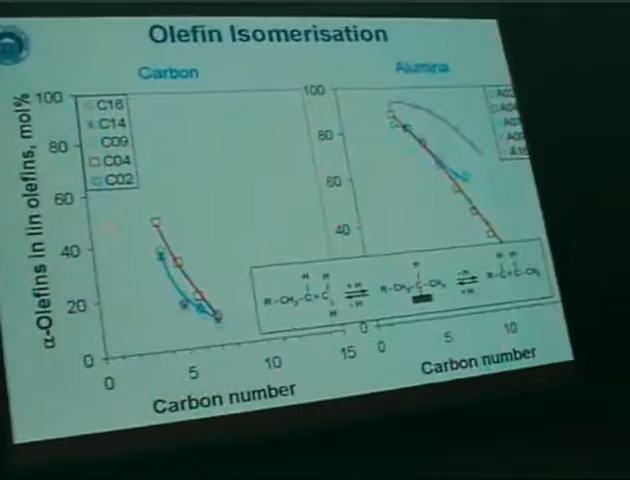 Olefin Isomerisation
Carbon
Alumina
α-Olefins in lin olefins, mol%
100
80
60
40
20
0
C16
C14
C09
C04
C02
0
5
10
15
Carbon number
100
80
60
40
0
0
5
10
Carbon number